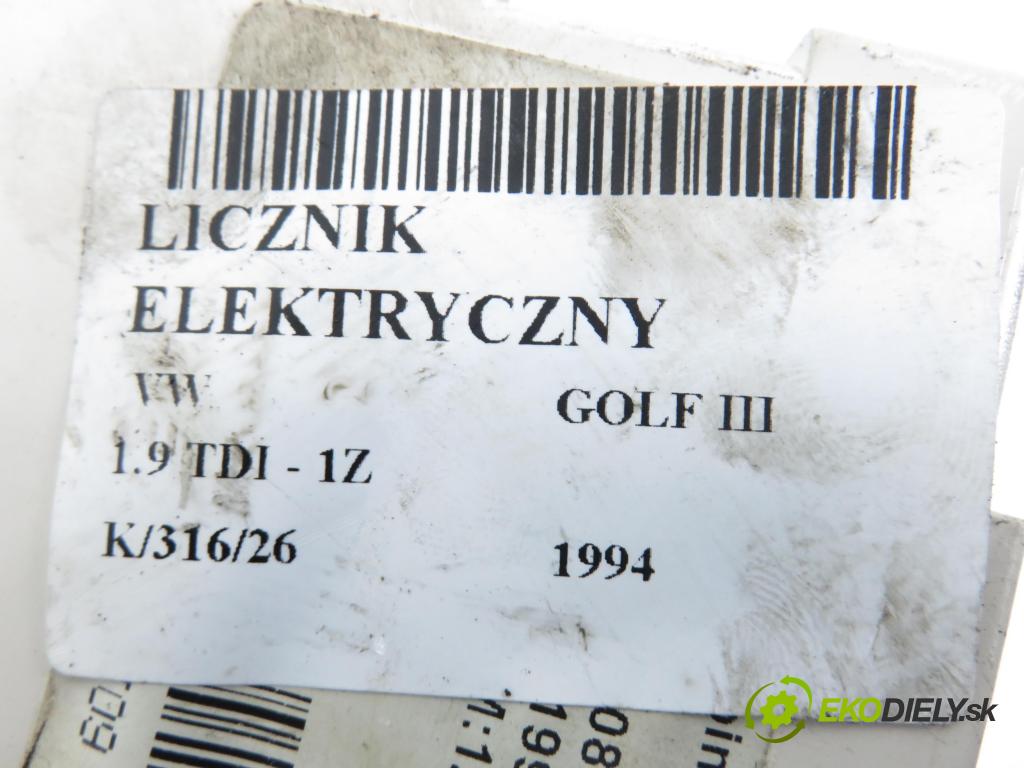 LICZNIK
ELEKTRYCZNY
VW GOLF III
1.9 TDI - 1Z
K/316/26 1994
EKODIELY.sk